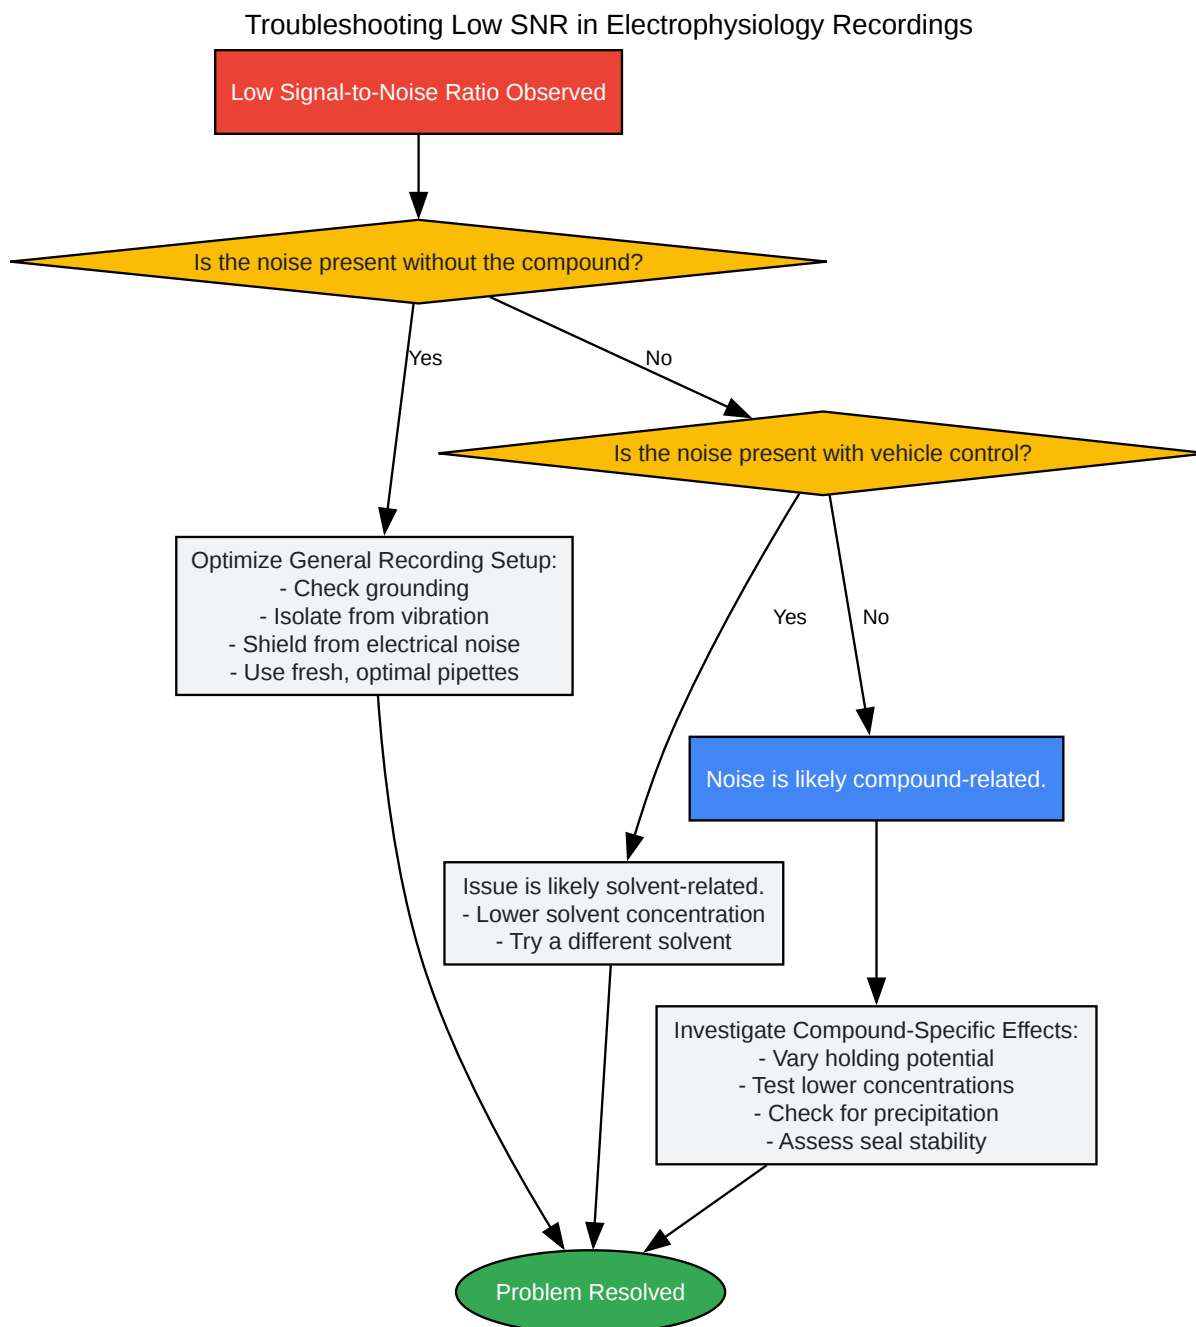 Troubleshooting Low SNR in Electrophysiology Recordings
Low Signal-to-Noise Ratio Observed
Is the noise present without the compound?
Yes
No
Is the noise present with vehicle control?
Optimize General Recording Setup:
- Check grounding
- Isolate from vibration
- Shield from electrical noise
- Use fresh, optimal pipettes
Yes
No
Noise is likely compound-related.
Issue is likely solvent-related.
- Lower solvent concentration
- Try a different solvent
Investigate Compound-Specific Effects:
- Vary holding potential
- Test lower concentrations
- Check for precipitation
- Assess seal stability
Problem Resolved